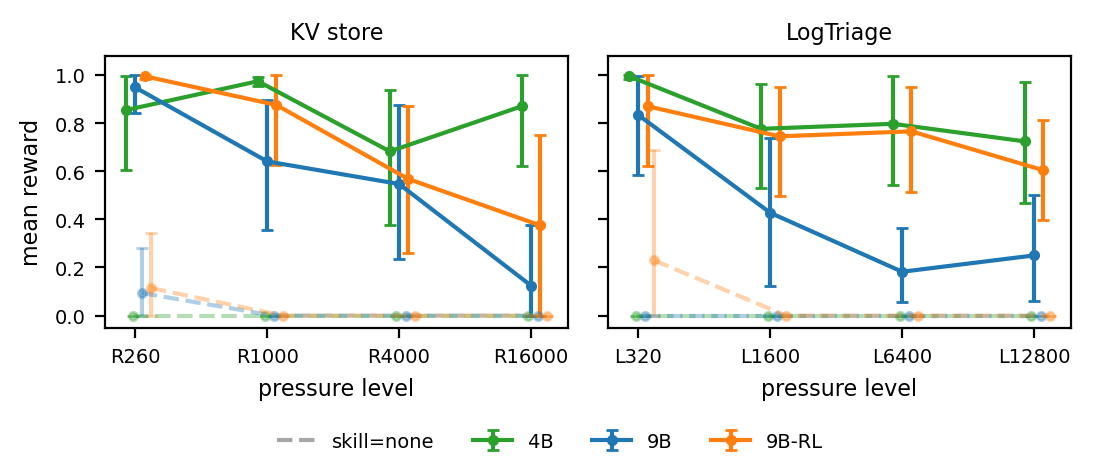 KV store
LogTriage
mean reward
1.0
0.8
0.6
0.4
0.2
0.0
R260 R1000 R4000 R16000
L320 L1600 L6400 L12800
pressure level
pressure level
skill=none 4B 9B 9B-RL